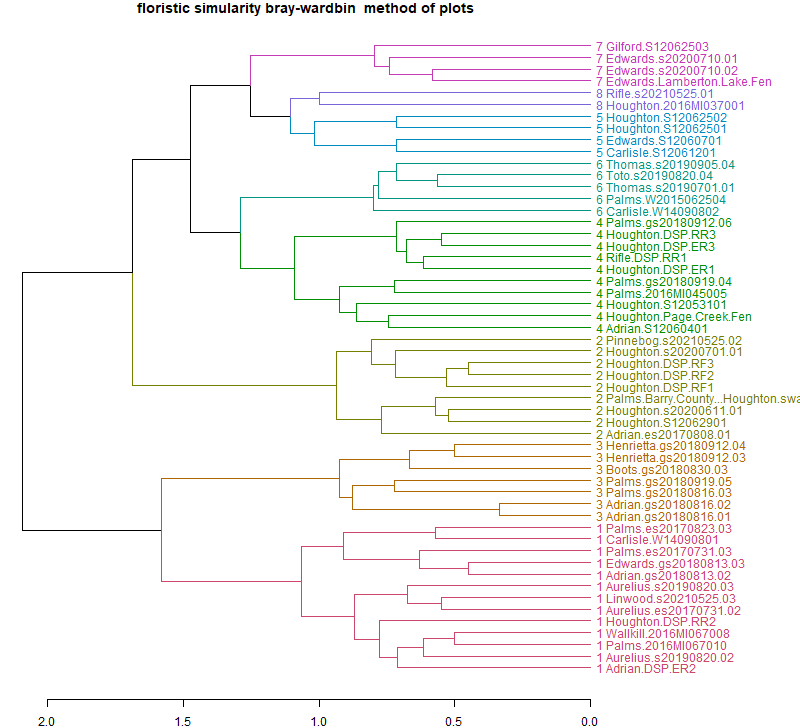 floristic simularity bray-wardbin method of plots
7 Gilford.S12062503
7 Edwards.s20200710.01
7 Edwards.s20200710.02
7 Edwards.Lamberton.Lake.Fen
8 Rifle.s20210525.01
8 Houghton.2016MI037001
5 Houghton.S12062502
5 Houghton.S12062501
5 Edwards.S12060701
5 Carlisle.S12061201
6 Thomas.s20190905.04
6 Toto.s20190820.04
6 Thomas.s20190701.01
6 Palms.W2015062504
6 Carlisle.W14090802
4 Palms.gs20180912.06
4 Houghton.DSP.RR3
4 Houghton.DSP.ER3
4 Rifle.DSP.RR1
4 Houghton.DSP.ER1
4 Palms.gs20180919.04
4 Palms.2016MI045005
4 Houghton.S12053101
4 Houghton.Page.Creek.Fen
4 Adrian.S12060401
2 Pinnebog.s20210525.02
2 Houghton.s20200701.01
2 Houghton.DSP.RF3
2 Houghton.DSP.RF2
2 Houghton.DSP.RF1
2 Palms.Barry.County...Houghton.swa
2 Houghton.s20200611.01
2 Houghton.S12062901
2 Adrian.es20170808.01
3 Henrietta.gs20180912.04
3 Henrietta.gs20180912.03
3 Boots.gs20180830.03
3 Palms.gs20180919.05
3 Palms.gs20180816.03
3 Adrian.gs20180816.02
3 Adrian.gs20180816.01
1 Palms.es20170823.03
1 Carlisle.W14090801
1 Palms.es20170731.03
1 Edwards.gs20180813.03
1 Adrian.gs20180813.02
1 Aurelius.s20190820.03
1 Linwood.s20210525.03
1 Aurelius.es20170731.02
1 Houghton.DSP.RR2
1 Wallkill.2016MI067008
1 Palms.2016MI067010
1 Aurelius.s20190820.02
1 Adrian.DSP.ER2
2.0 1.5 1.0 0.5 0.0